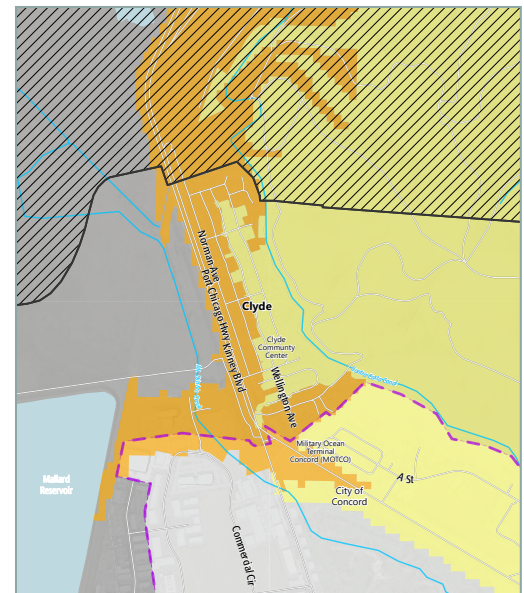 Norman Ave
Port Chicago Hwy
Kinney Blvd
Clyde
Clyde
Community
Center
Wellington Ave
Military Ocean
Terminal
Concord (MOTCO)
A St
City of
Concord
Mallard
Reservoir
Commercial Cir